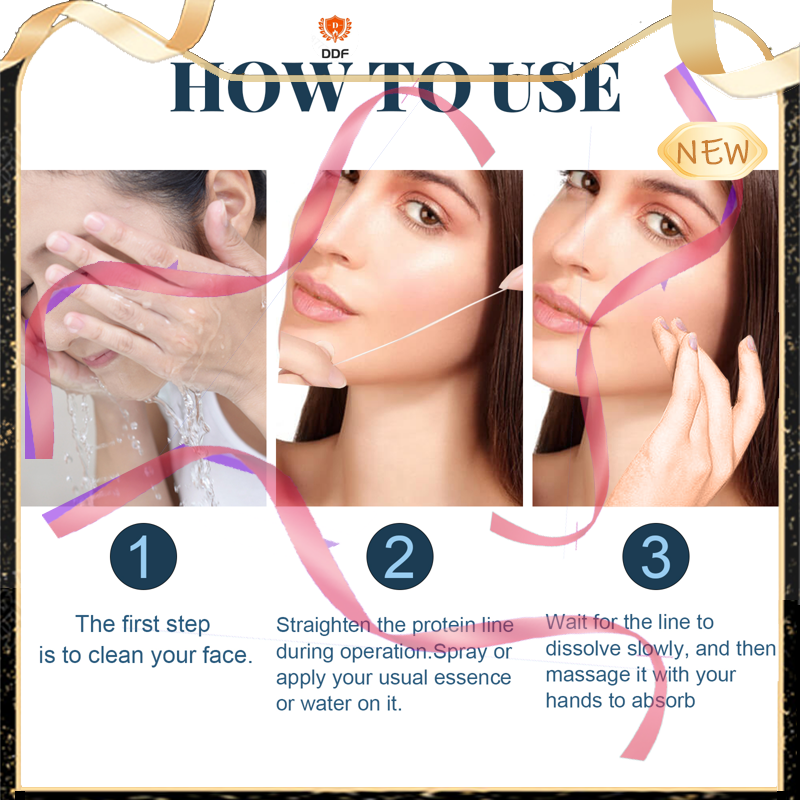 DDF
HOW TO USE
NEW
1
The first step
is to clean your face.
2
Straighten the protein line
during operation.Spray or
apply your usual essence
or water on it.
3
Wait for the line to
dissolve slowly, and then
massage it with your
hands to absorb